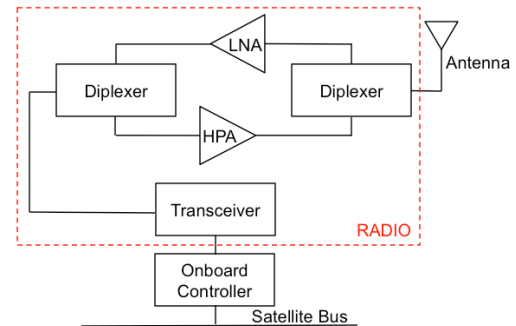 LNA
Antenna
Diplexer
Diplexer
HPA
Transceiver
RADIO
Onboard
Controller
Satellite Bus